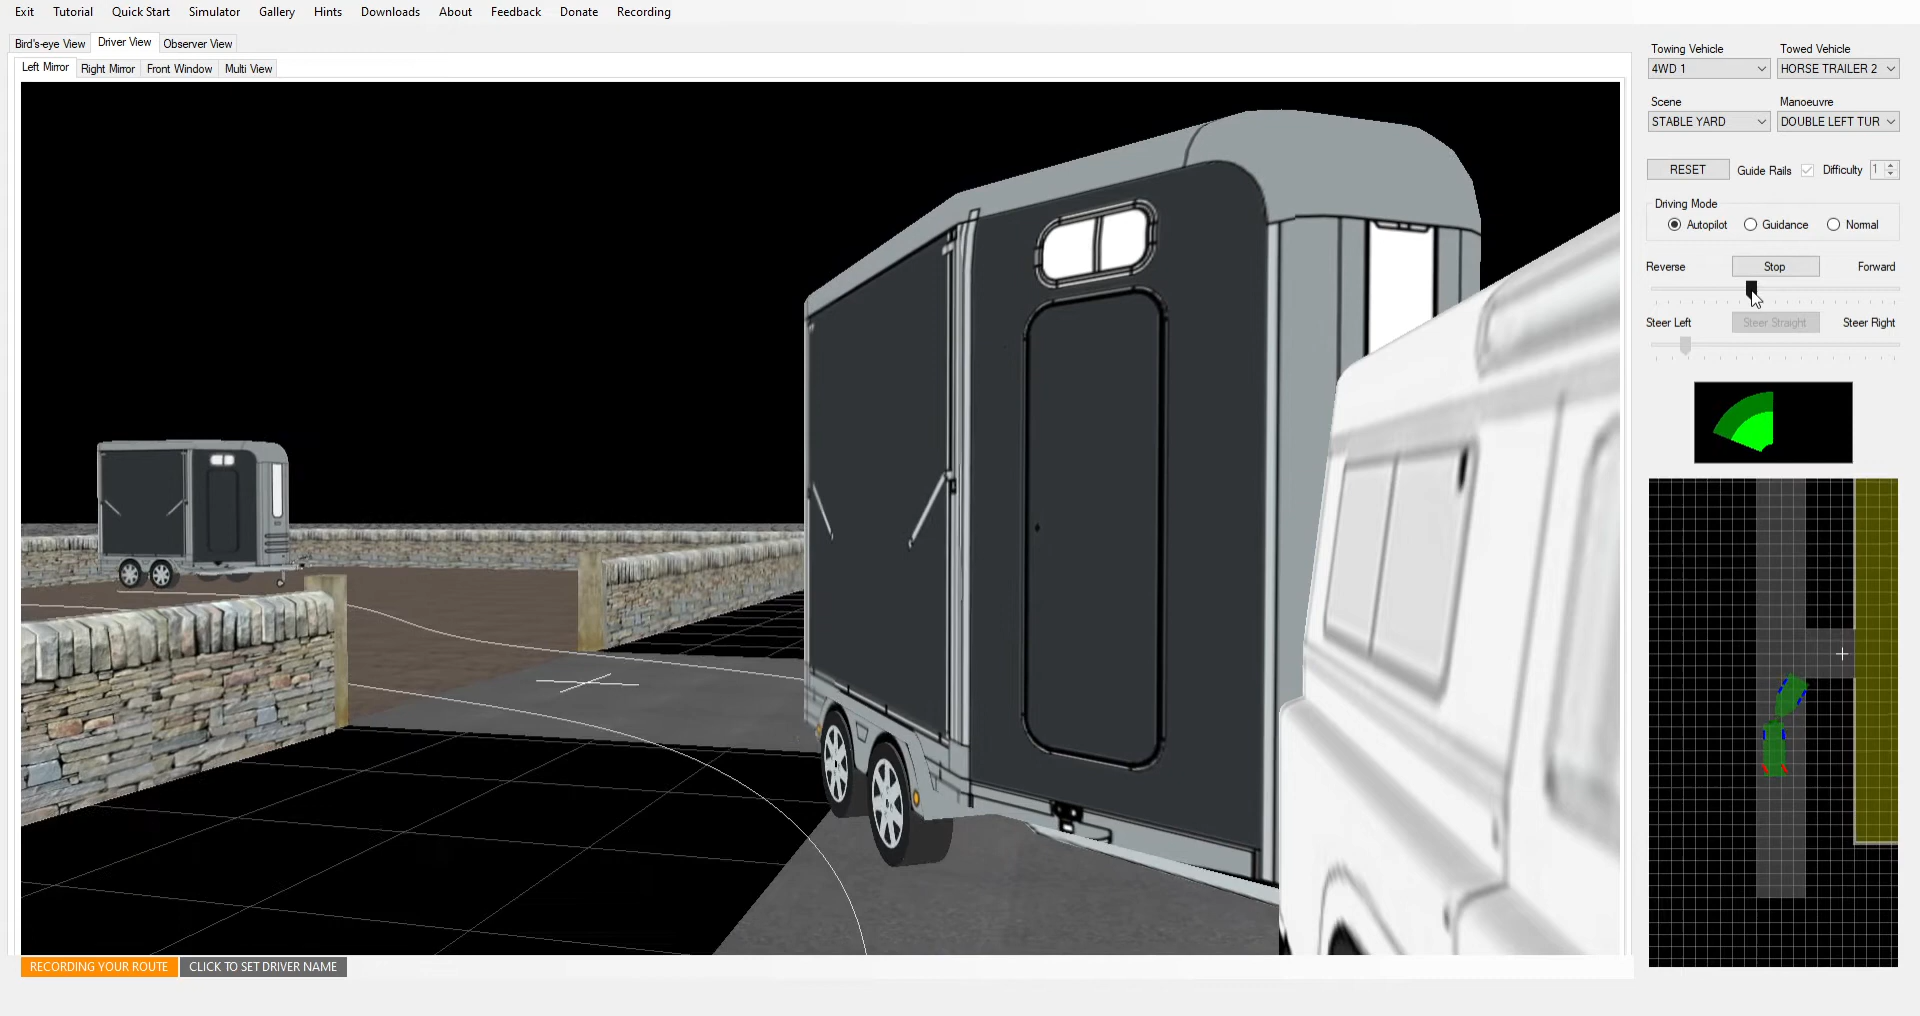 Exit Tutorial Quick Start Simulator Gallery Hints Downloads About Feedback Donate Recording
Bird's-eye View Driver View Observer View
Left Mirror Right Mirror Front Window Multi View
Towing Vehicle Towed Vehicle
4WD 1 HORSE TRAILER 2
Scene Manoeuvre
STABLE YARD DOUBLE LEFT TUR
RESET Guide Rails Difficulty 1
Driving Mode
Autopilot Guidance Normal
Reverse Stop Forward
Steer Left Steer Straight Steer Right
RECORDING YOUR ROUTE CLICK TO SET DRIVER NAME